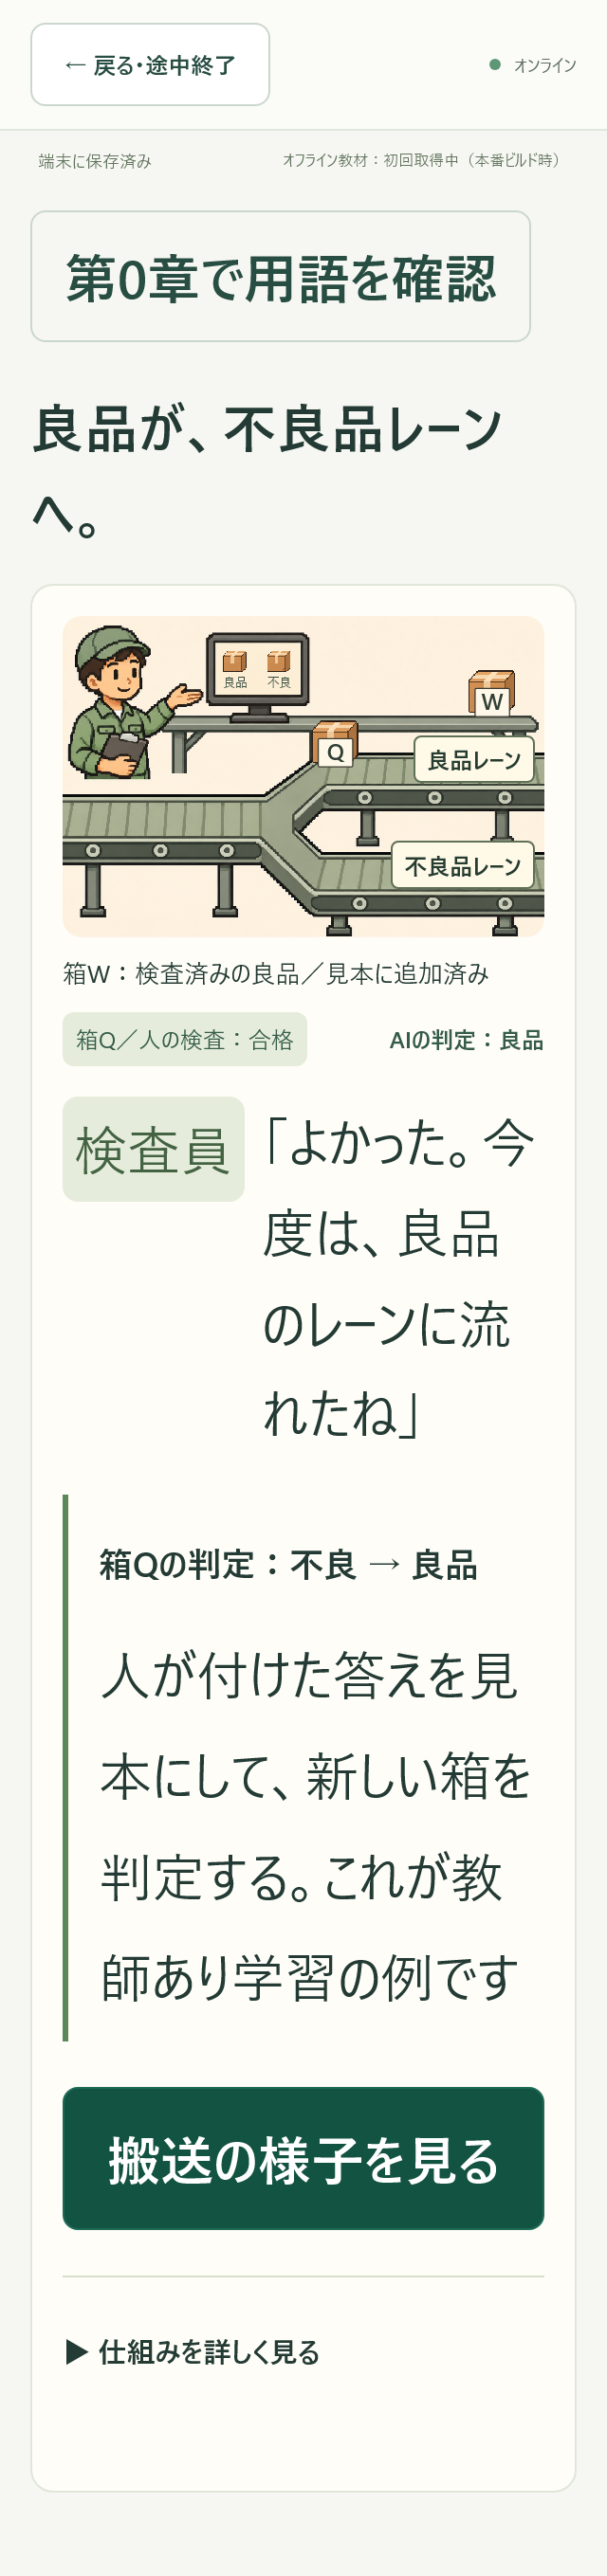 ← 戻る・途中終了
オンライン
端末に保存済み
オフライン教材：初回取得中（本番ビルド時）
第0章で用語を確認
良品が、不良品レーン
へ。
良品
不良
W
Q
良品レーン
不良品レーン
箱W：検査済みの良品／見本に追加済み
箱Q／人の検査：合格
AIの判定：良品
検査員
「よかった。今
度は、良品
のレーンに流
れたね」
箱Qの判定：不良 → 良品
人が付けた答えを見
本にして、新しい箱を
判定する。これが教
師あり学習の例です
搬送の様子を見る
▶ 仕組みを詳しく見る